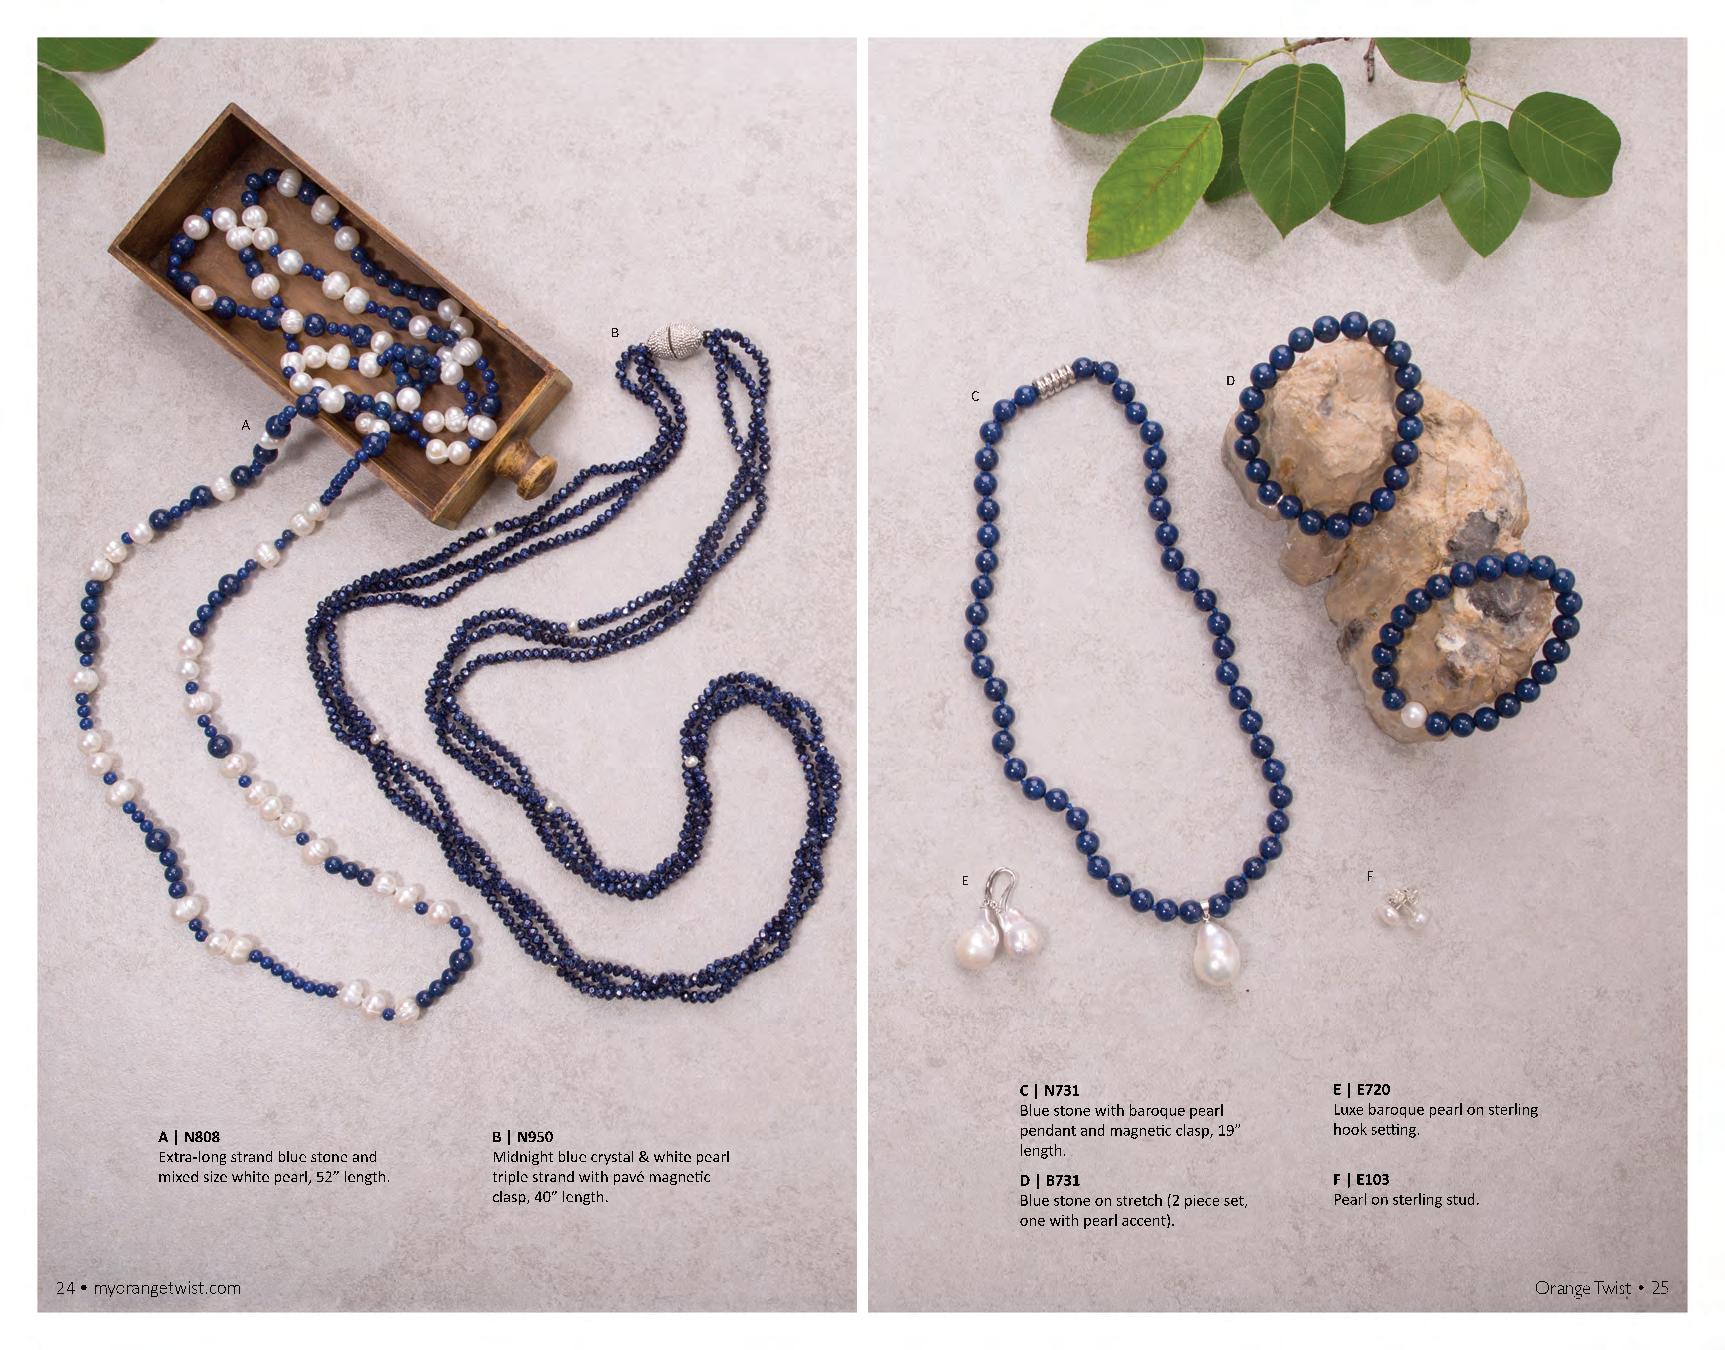 B
A
A | N808
Extra-long strand blue stone and
mixed size white pearl, 52” length.
B | N950
Midnight blue crystal & white pearl
triple strand with pavé magnetic
clasp, 40” length.
24 • myorangetwist.com
D
C
E
F
C | N731
Blue stone with baroque pearl
pendant and magnetic clasp, 19”
length.
D | B731
Blue stone on stretch (2 piece set,
one with pearl accent).
E | E720
Luxe baroque pearl on sterling
hook setting.
F | E103
Pearl on sterling stud.
Orange Twist • 25